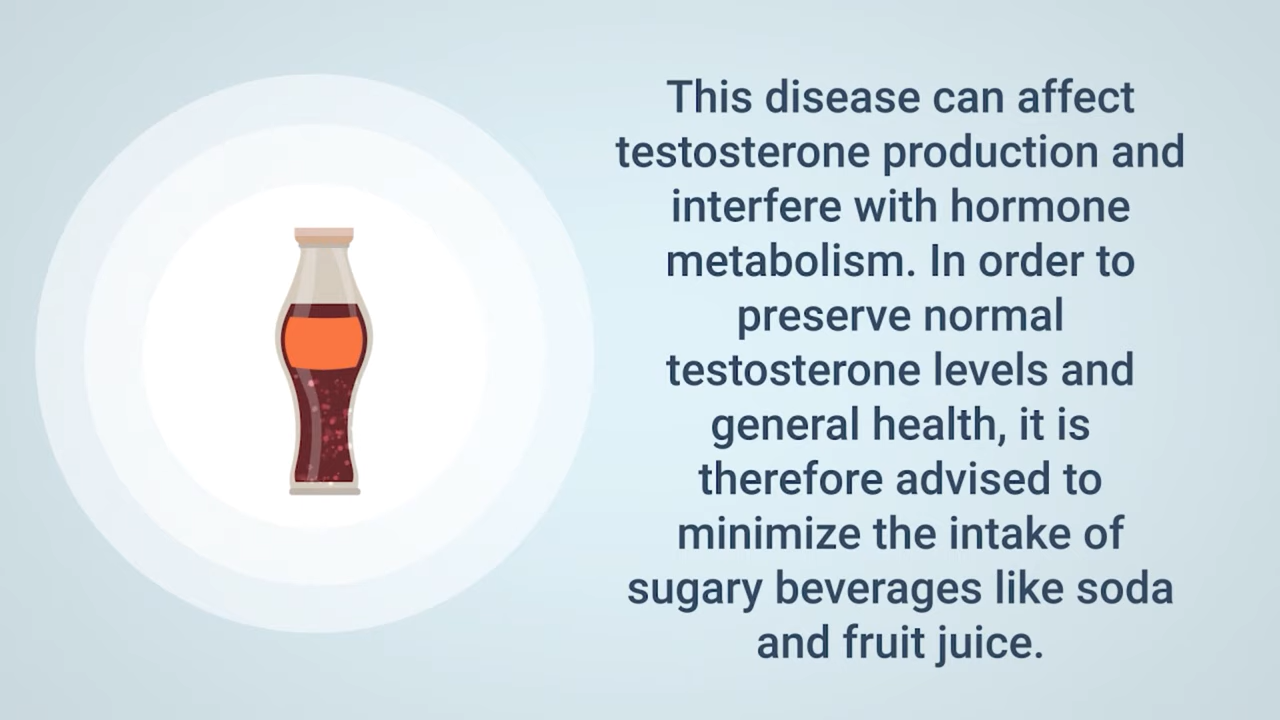 This disease can affect
testosterone production and
interfere with hormone
metabolism. In order to
preserve normal
testosterone levels and
general health, it is
therefore advised to
minimize the intake of
sugary beverages like soda
and fruit juice.